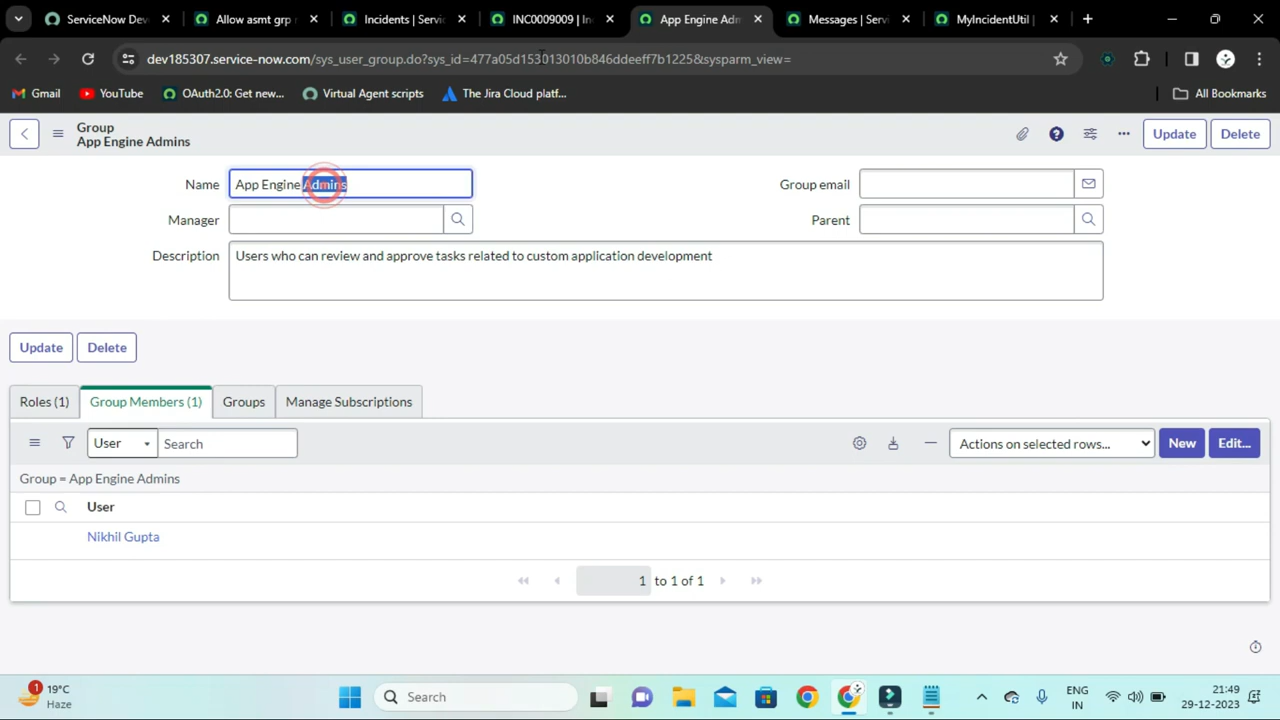 ServiceNow Dev
Allow asmt grp r
Incidents | Servic
INC0009009 | Inc
App Engine Adm
Messages | Servi
MyIncidentUtil |
dev185307.service-now.com/sys_user_group.do?sys_id=477a05d153013010b846ddeeff7b1225&sysparm_view=
Gmail
YouTube
OAuth2.0: Get new...
Virtual Agent scripts
The Jira Cloud platf...
All Bookmarks
Group
App Engine Admins
Update
Delete
Name
App Engine Admins
Group email
Manager
Parent
Description
Users who can review and approve tasks related to custom application development
Update
Delete
Roles (1)
Group Members (1)
Groups
Manage Subscriptions
User
Search
Actions on selected rows...
New
Edit...
Group = App Engine Admins
User
Nikhil Gupta
1 to 1 of 1
1
19°C
Haze
Search
ENG
IN
21:49
29-12-2023